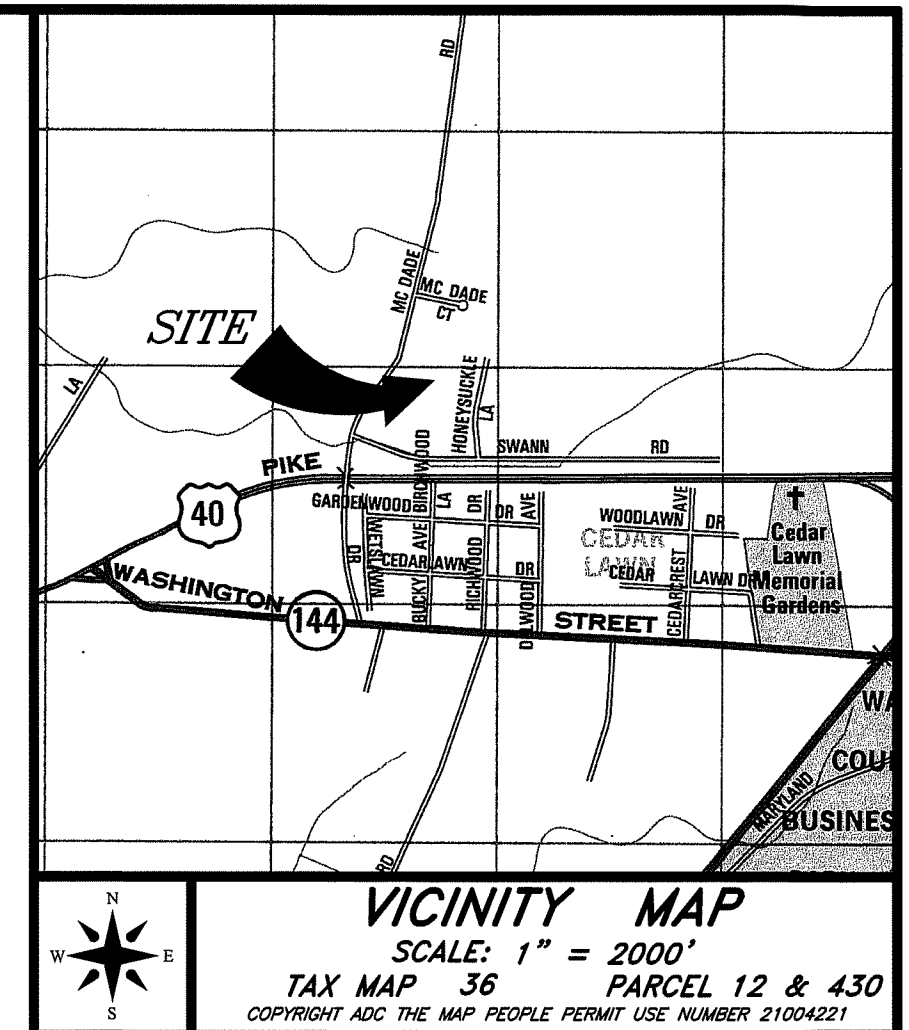 RD
MC DADE
MC DADE
CT
SITE
LA
HONEYSUCKLE
LA
SWANN RD
PIKE
BIRCHWOOD
LA
40
GARDENWOOD DR
DR
AVE
AVE
WOODLAWN DR
CEDAR
LAWN
WETSLAWN
DR
CEDAR LAWN DR
BUCKY AVE
RICHWOOD
CEDAR LAWN DR
CEDARCREST
Cedar
Lawn
Memorial
Gardens
WASHINGTON
144
STREET
RD
WA
COU
MARYLAND
BUSINES
N
W E
S
VICINITY MAP
SCALE: 1" = 2000'
TAX MAP 36 PARCEL 12 & 430
COPYRIGHT ADC THE MAP PEOPLE PERMIT USE NUMBER 21004221